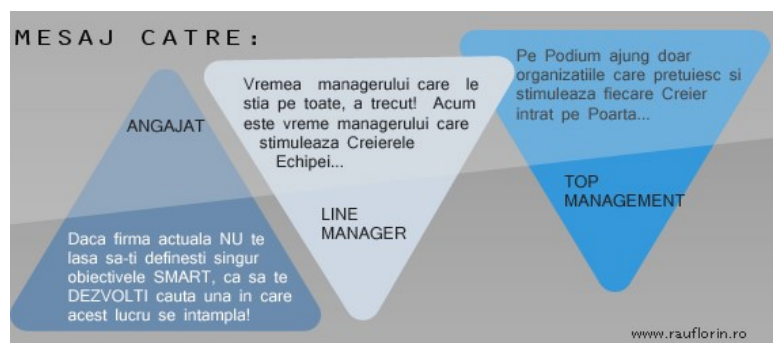 MESAJ CATRE:
ANGAJAT
Daca firma actuala NU te
lasa sa-ti definesti singur
obiectivele SMART, ca sa te
DEZVOLTI cauta una in care
acest lucru se intampla!
Vremea managerului care le
stia pe toate, a trecut! Acum
este vreme managerului care
stimuleaza Creierele
Echipei...
LINE
MANAGER
Pe Podium ajung doar
organizatiile care pretuiesc si
stimuleaza fiecare Creier
intrat pe Poarta...
TOP
MANAGEMENT
www.rauflorin.ro